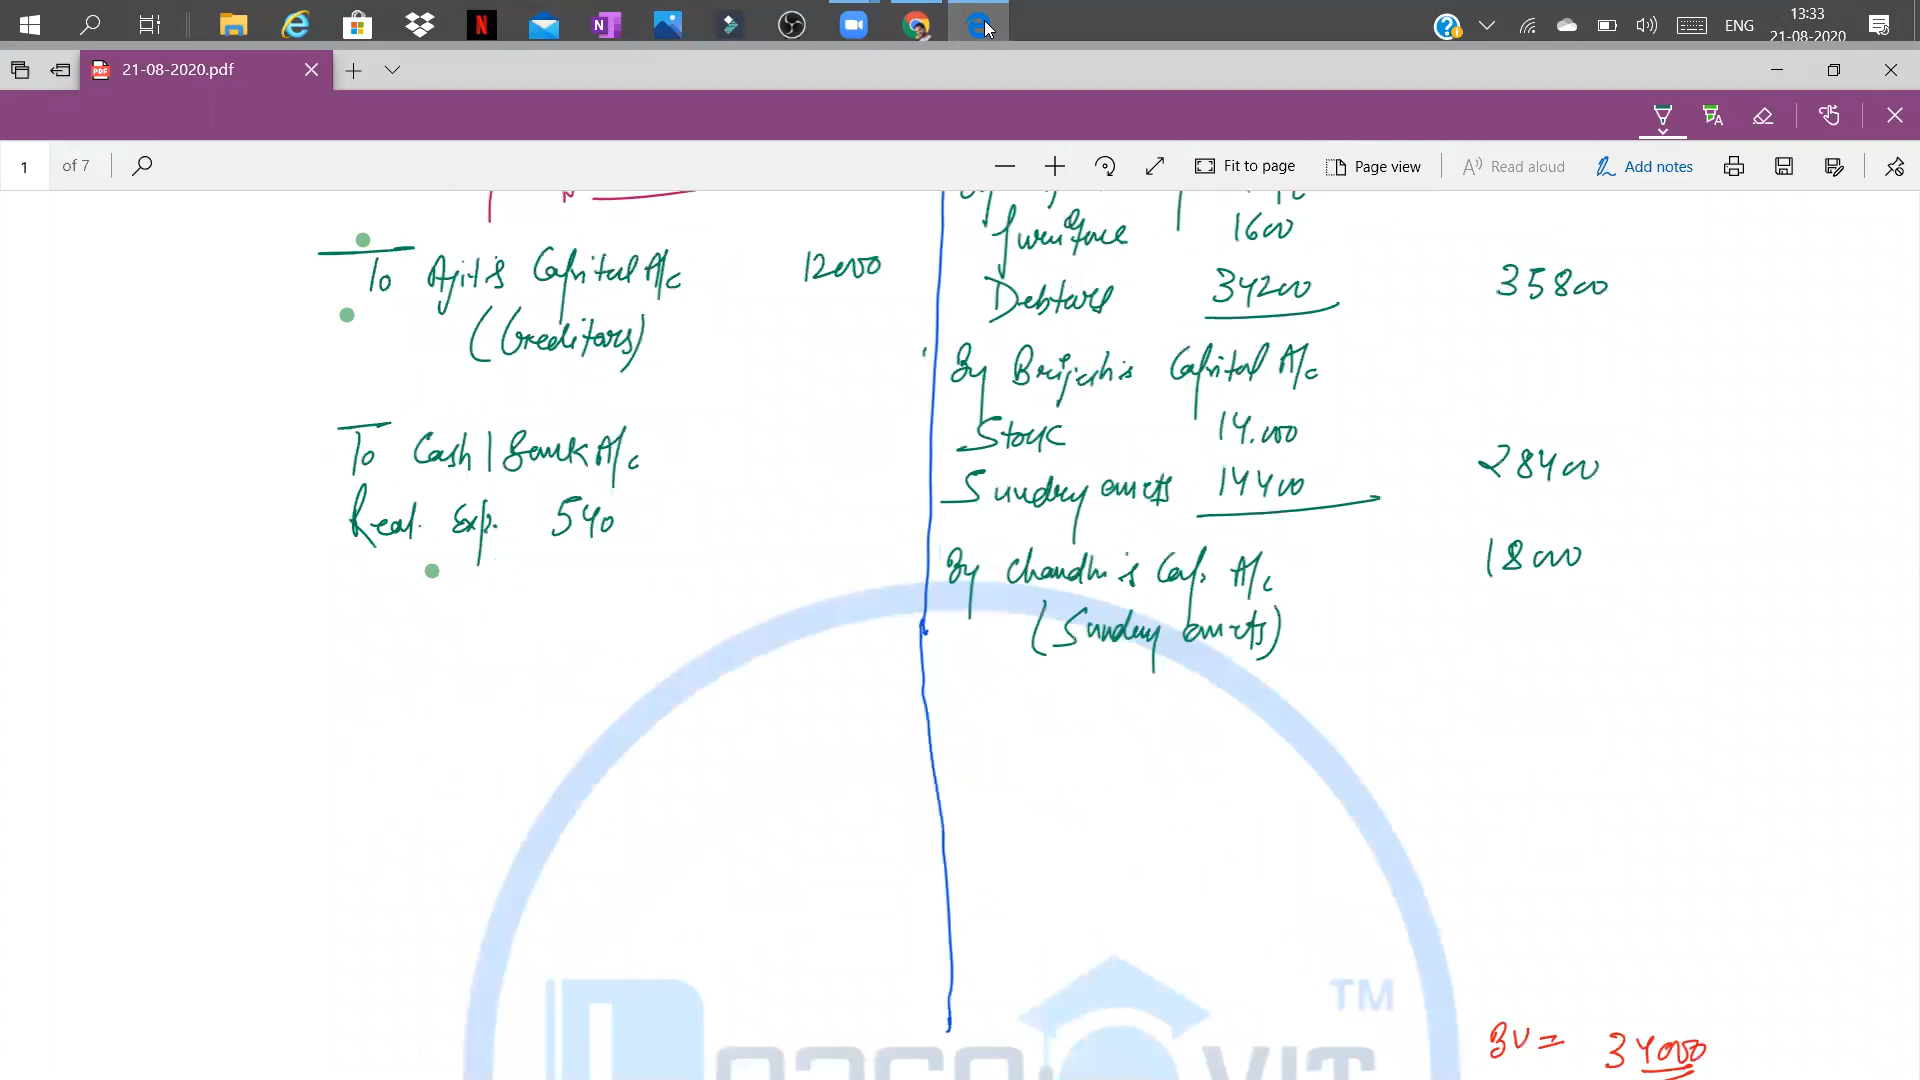 ENG
13:33
21-08-2020
21-08-2020.pdf
1 of 7
Fit to page
Page view
Read aloud
Add notes
To Ajit's Capital A/c 12000
(Creditors)
To Cash | Bank A/c
Real. Exp. 540
Furniture 1600
Debtors 34200 35800
By Brijesh's Capital A/c
Stock 14,000
Sundry assets 14400 28400
By Chandhi's Cap. A/c 18000
(Sundry assets)
TM
BV = 34000